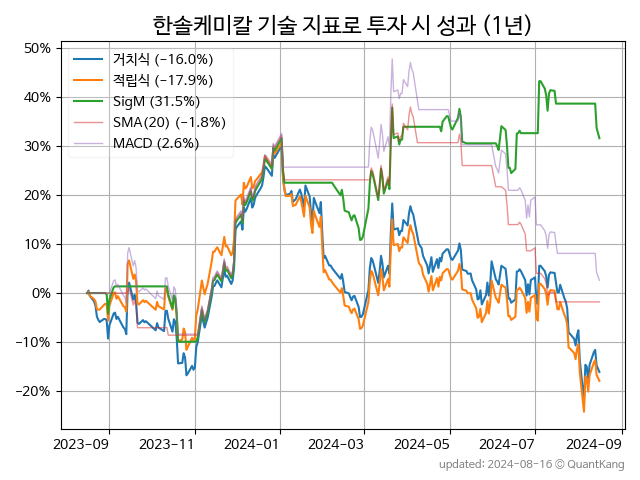 한솔케미칼 기술 지표로 투자 시 성과 (1년)
50%
40%
30%
20%
10%
0%
−10%
−20%
거치식 (−16.0%)
적립식 (−17.9%)
SigM (31.5%)
SMA(20) (−1.8%)
MACD (2.6%)
2023-09
2023-11
2024-01
2024-03
2024-05
2024-07
2024-09
updated: 2024-08-16 © QuantKang